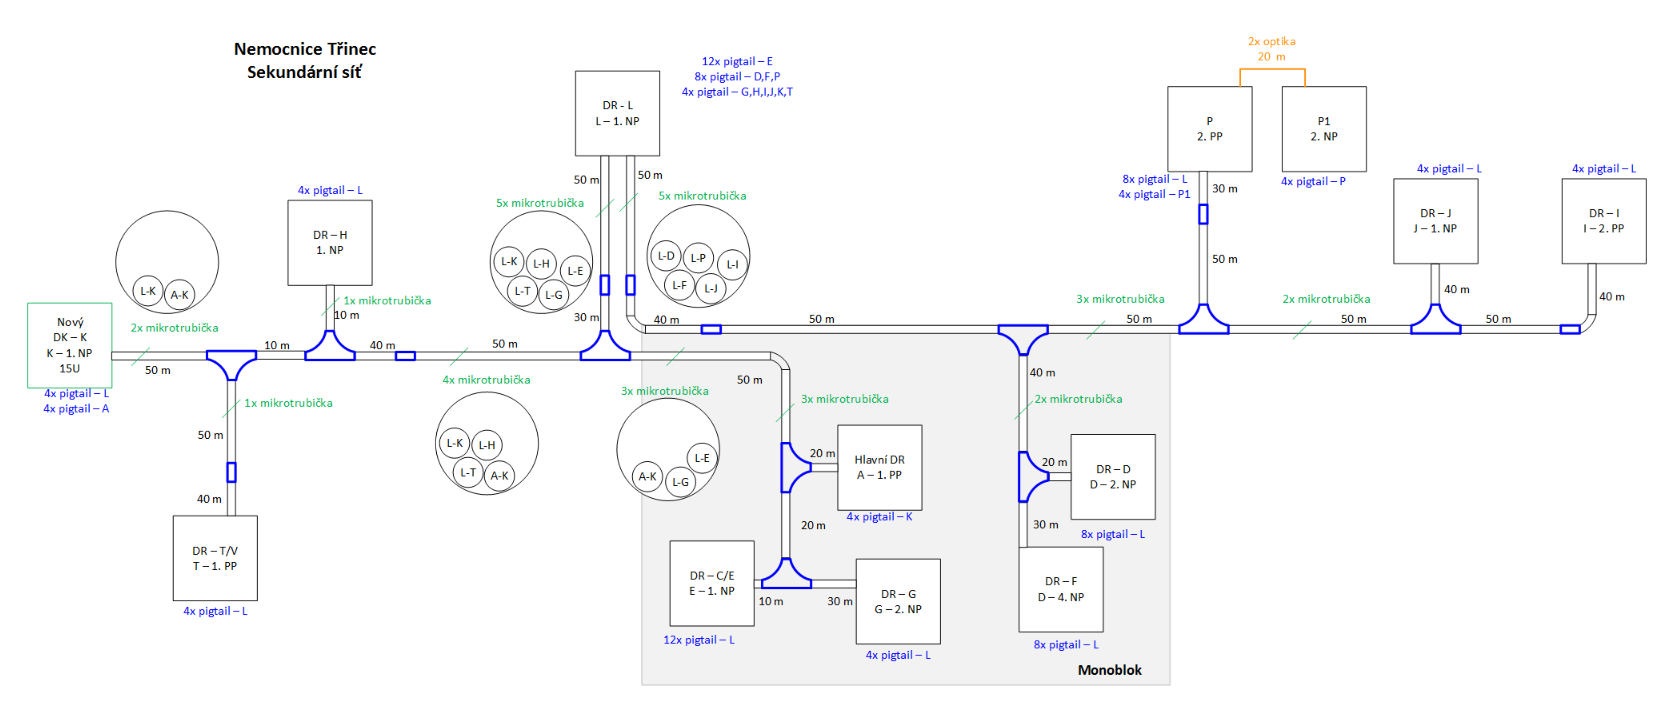 Nemocnice Třinec
Sekundární síť
12x pigtail – E
8x pigtail – D,F,P
4x pigtail – G,H,I,J,K,T
DR - L
L – 1. NP
2x optika
20 m
P
2. PP
P1
2. NP
8x pigtail – L
4x pigtail – P1
4x pigtail – P
30 m
4x pigtail – L
DR – J
J – 1. NP
4x pigtail – L
DR – I
I – 2. PP
50 m
50 m
5x mikrotrubička
5x mikrotrubička
4x pigtail – L
DR – H
1. NP
L-K
L-H
L-E
L-T
L-G
L-D
L-P
L-I
L-F
L-J
L-K
A-K
1x mikrotrubička
10 m
2x mikrotrubička
Nový
DK – K
K – 1. NP
15U
4x pigtail – L
4x pigtail – A
50 m
10 m
40 m
50 m
30 m
40 m
50 m
3x mikrotrubička
50 m
50 m
2x mikrotrubička
50 m
40 m
50 m
40 m
1x mikrotrubička
50 m
40 m
DR – T/V
T – 1. PP
4x pigtail – L
4x mikrotrubička
L-K
L-H
L-T
A-K
3x mikrotrubička
L-E
A-K
L-G
50 m
3x mikrotrubička
20 m
Hlavní DR
A – 1. PP
4x pigtail – K
20 m
DR – C/E
E – 1. NP
10 m
30 m
12x pigtail – L
DR – G
G – 2. NP
4x pigtail – L
40 m
2x mikrotrubička
20 m
DR – D
D – 2. NP
8x pigtail – L
30 m
DR – F
D – 4. NP
8x pigtail – L
Monoblok